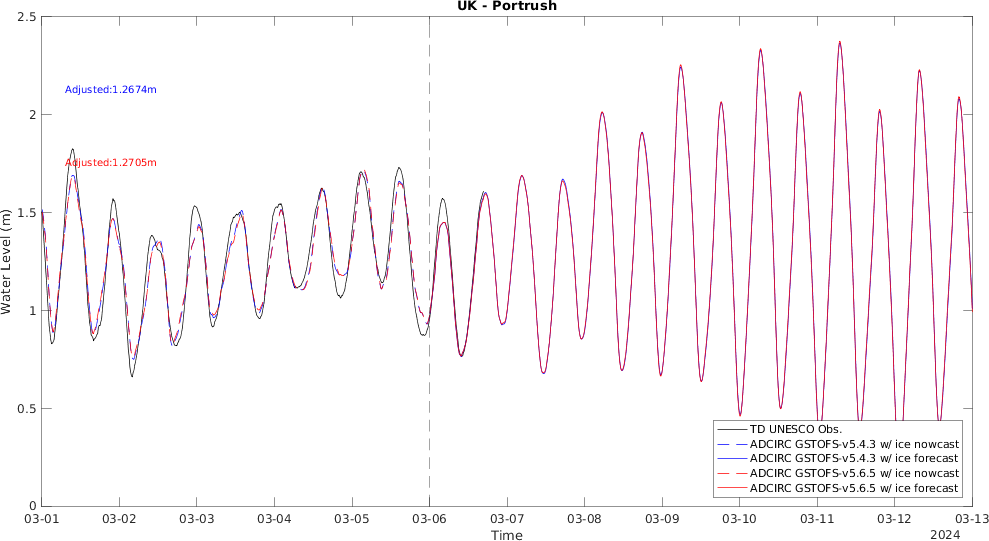 UK - Portrush
2.5
2
1.5
1
0.5
0
Water Level (m)
Adjusted:1.2674m
Adjusted:1.2705m
TD UNESCO Obs.
ADCIRC GSTOFS-v5.4.3 w/ ice nowcast
ADCIRC GSTOFS-v5.4.3 w/ ice forecast
ADCIRC GSTOFS-v5.6.5 w/ ice nowcast
ADCIRC GSTOFS-v5.6.5 w/ ice forecast
03-01 03-02 03-03 03-04 03-05 03-06 03-07 03-08 03-09 03-10 03-11 03-12 03-13
Time
2024